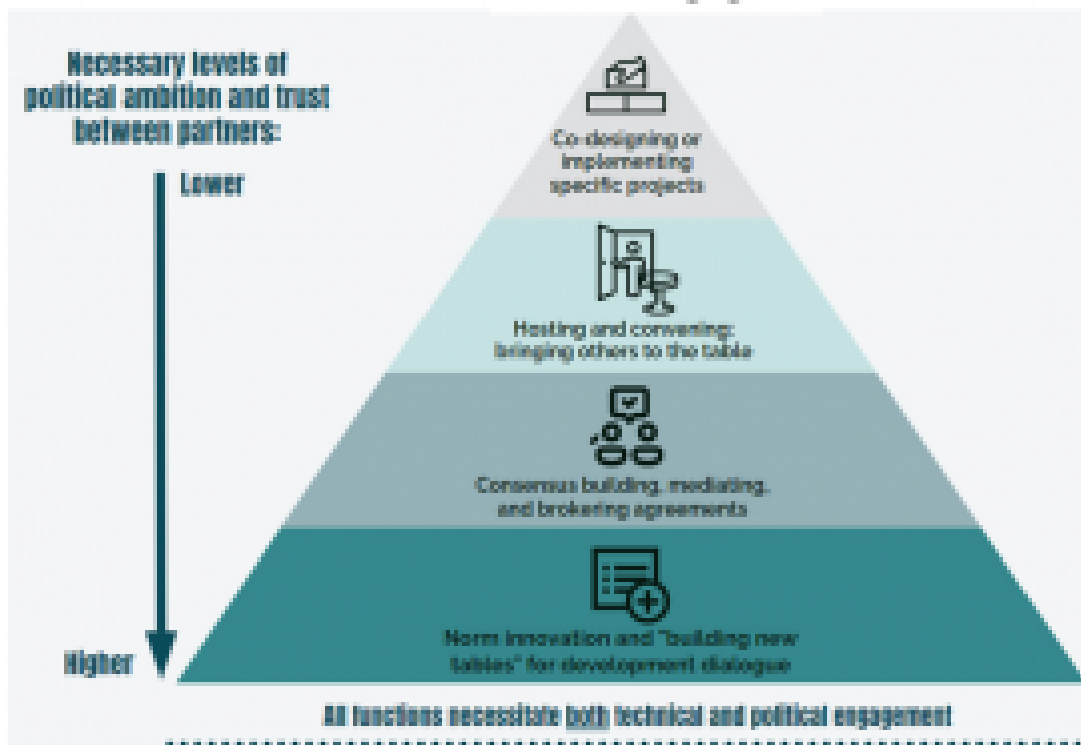 Necessary levels of
political ambition and trust
between partners:
Lower
Co-designing or
implementing
specific projects
Hosting and convening:
bringing others to the table
Consensus building, mediating,
and brokering agreements
Norm innovation and "building new
tables" for development dialogue
Higher
All functions necessitate both technical and political engagement